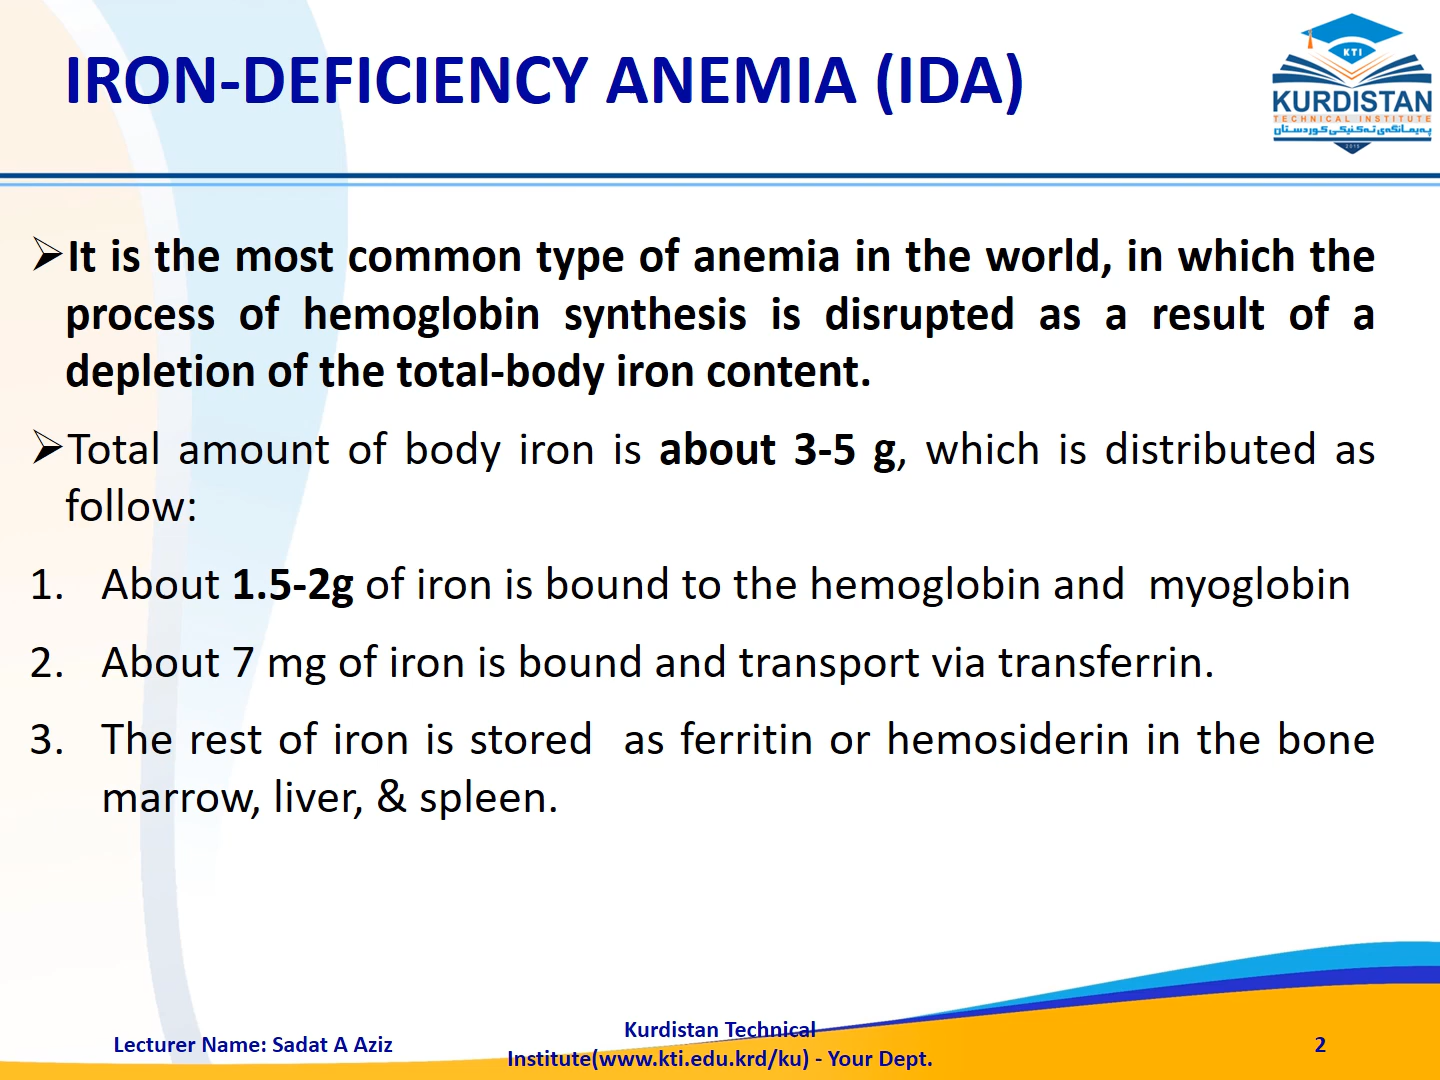 IRON-DEFICIENCY ANEMIA (IDA)
KTI
KURDISTAN
TECHNICAL INSTITUTE
پەیمانگەی تەکنیکی کوردستان
➢It is the most common type of anemia in the world, in which the
process of hemoglobin synthesis is disrupted as a result of a
depletion of the total-body iron content.
➢Total amount of body iron is about 3-5 g, which is distributed as
follow:
1. About 1.5-2g of iron is bound to the hemoglobin and myoglobin
2. About 7 mg of iron is bound and transport via transferrin.
3. The rest of iron is stored as ferritin or hemosiderin in the bone
marrow, liver, & spleen.
Lecturer Name: Sadat A Aziz
Kurdistan Technical
Institute(www.kti.edu.krd/ku) - Your Dept.
2